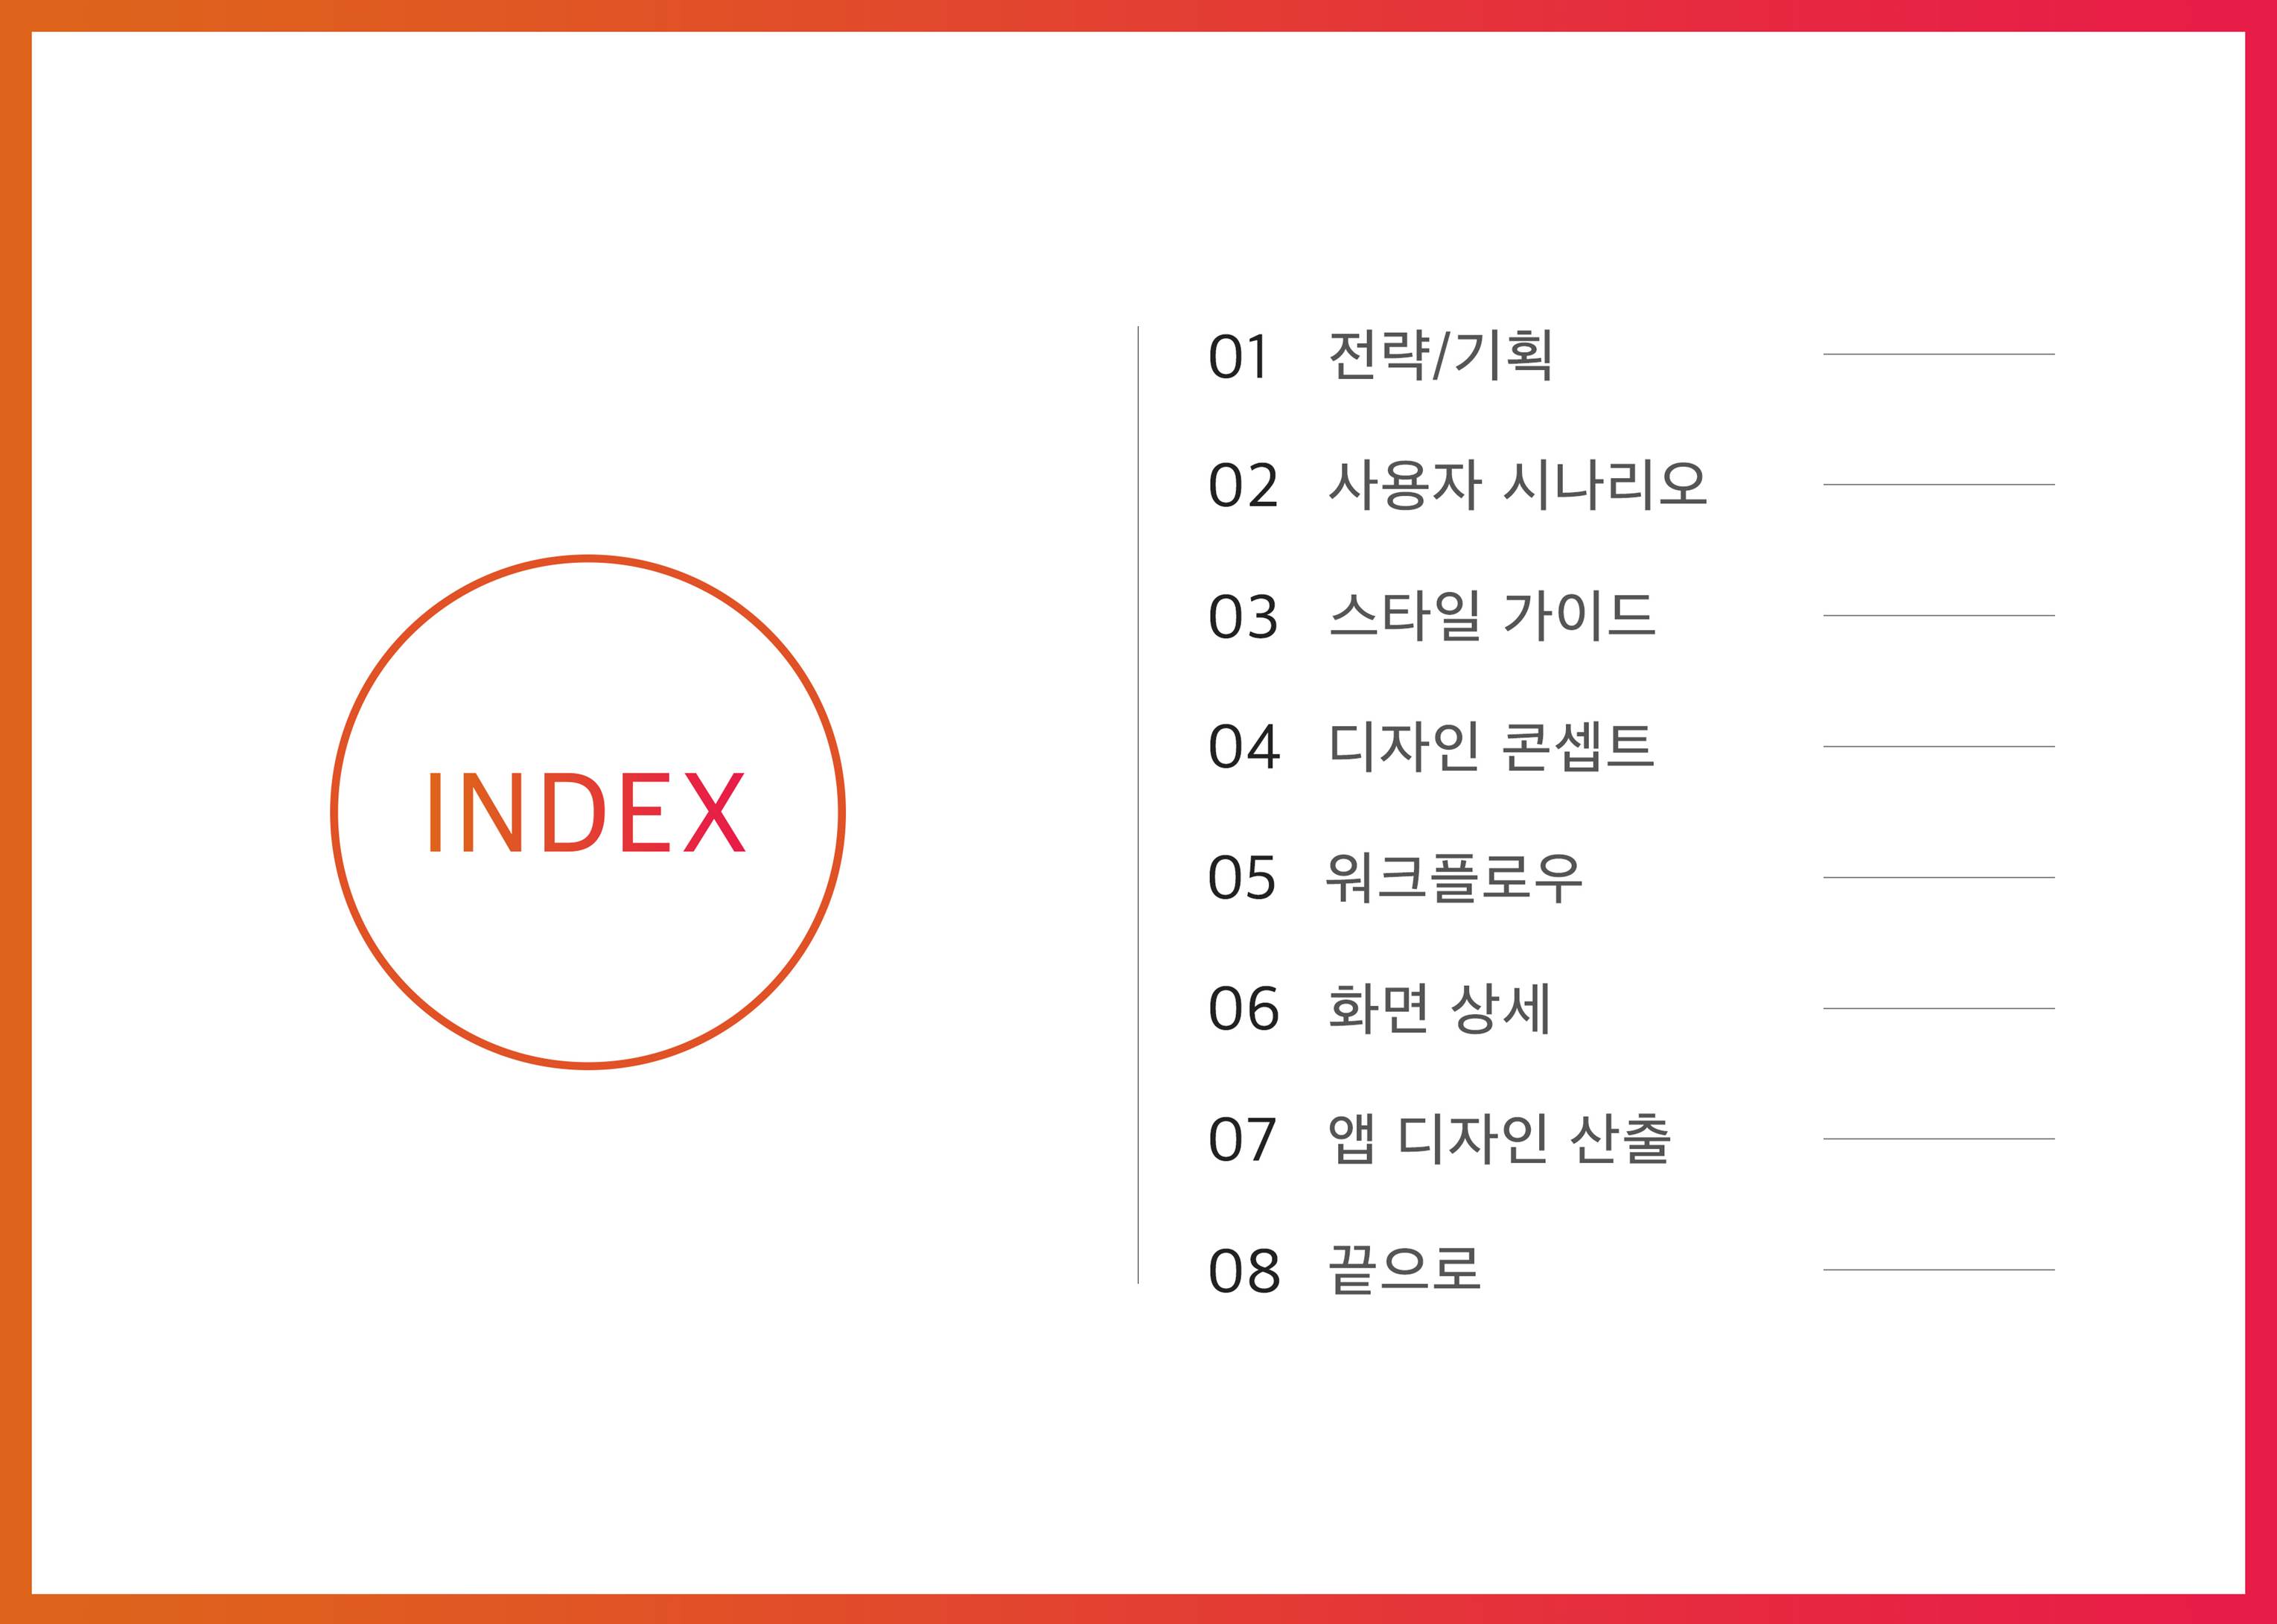 INDEX
01 전략/기획
02 사용자 시나리오
03 스타일 가이드
04 디자인 콘셉트
05 워크플로우
06 화면 상세
07 앱 디자인 산출
08 끝으로